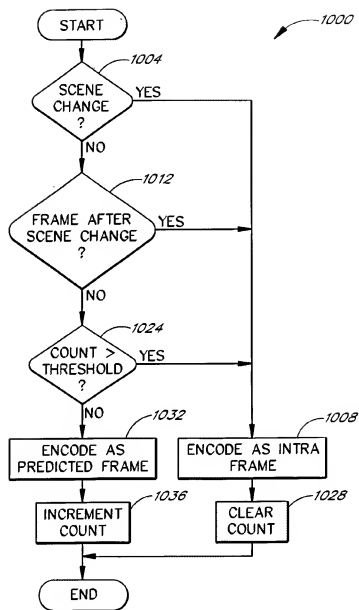 START
1000
1004
SCENE
CHANGE
?
YES
NO
1012
FRAME AFTER
SCENE CHANGE
?
YES
NO
1024
COUNT >
THRESHOLD
?
YES
NO
1032
ENCODE AS
PREDICTED FRAME
1008
ENCODE AS INTRA
FRAME
1036
INCREMENT
COUNT
1028
CLEAR
COUNT
END